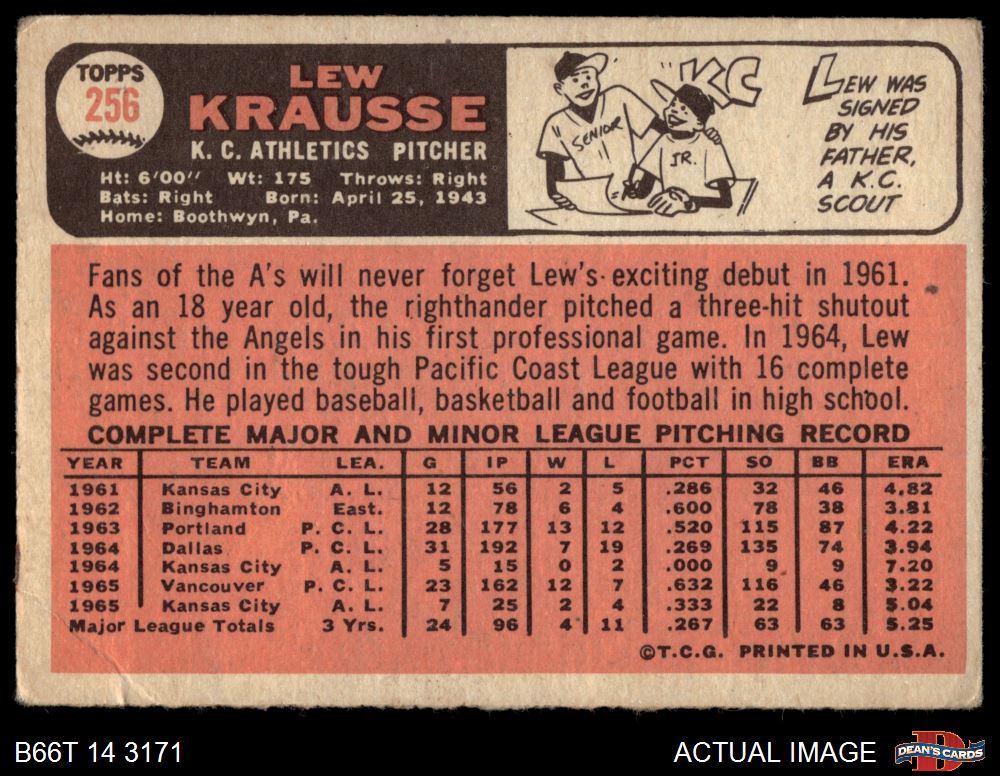 TOPPS
256
LEW
KRAUSSE
K. C. ATHLETICS PITCHER
Ht: 6'00" Wt: 175 Throws: Right
Bats: Right Born: April 25, 1943
Home: Boothwyn, Pa.
KC
SENIOR
JR.
LEW WAS
SIGNED
BY HIS
FATHER,
A K.C.
SCOUT
Fans of the A's will never forget Lew's exciting debut in 1961.
As an 18 year old, the righthander pitched a three-hit shutout
against the Angels in his first professional game. In 1964, Lew
was second in the tough Pacific Coast League with 16 complete
games. He played baseball, basketball and football in high school.
COMPLETE MAJOR AND MINOR LEAGUE PITCHING RECORD
YEAR TEAM LEA. G IP W L PCT SO BB ERA
1961 Kansas City A. L. 12 56 2 5 .286 32 46 4.82
1962 Binghamton East. 12 78 6 4 .600 78 38 3.81
1963 Portland P. C. L. 28 177 13 12 .520 115 87 4.22
1964 Dallas P. C. L. 31 192 7 19 .269 135 74 3.94
1964 Kansas City A. L. 5 15 0 2 .000 9 9 7.20
1965 Vancouver P. C. L. 23 162 12 7 .632 116 46 3.22
1965 Kansas City A. L. 7 25 2 4 .333 22 8 5.04
Major League Totals 3 Yrs. 24 96 4 11 .267 63 63 5.25
©T.C.G. PRINTED IN U.S.A.
B66T 14 3171
ACTUAL IMAGE
D
DEAN'S CARDS